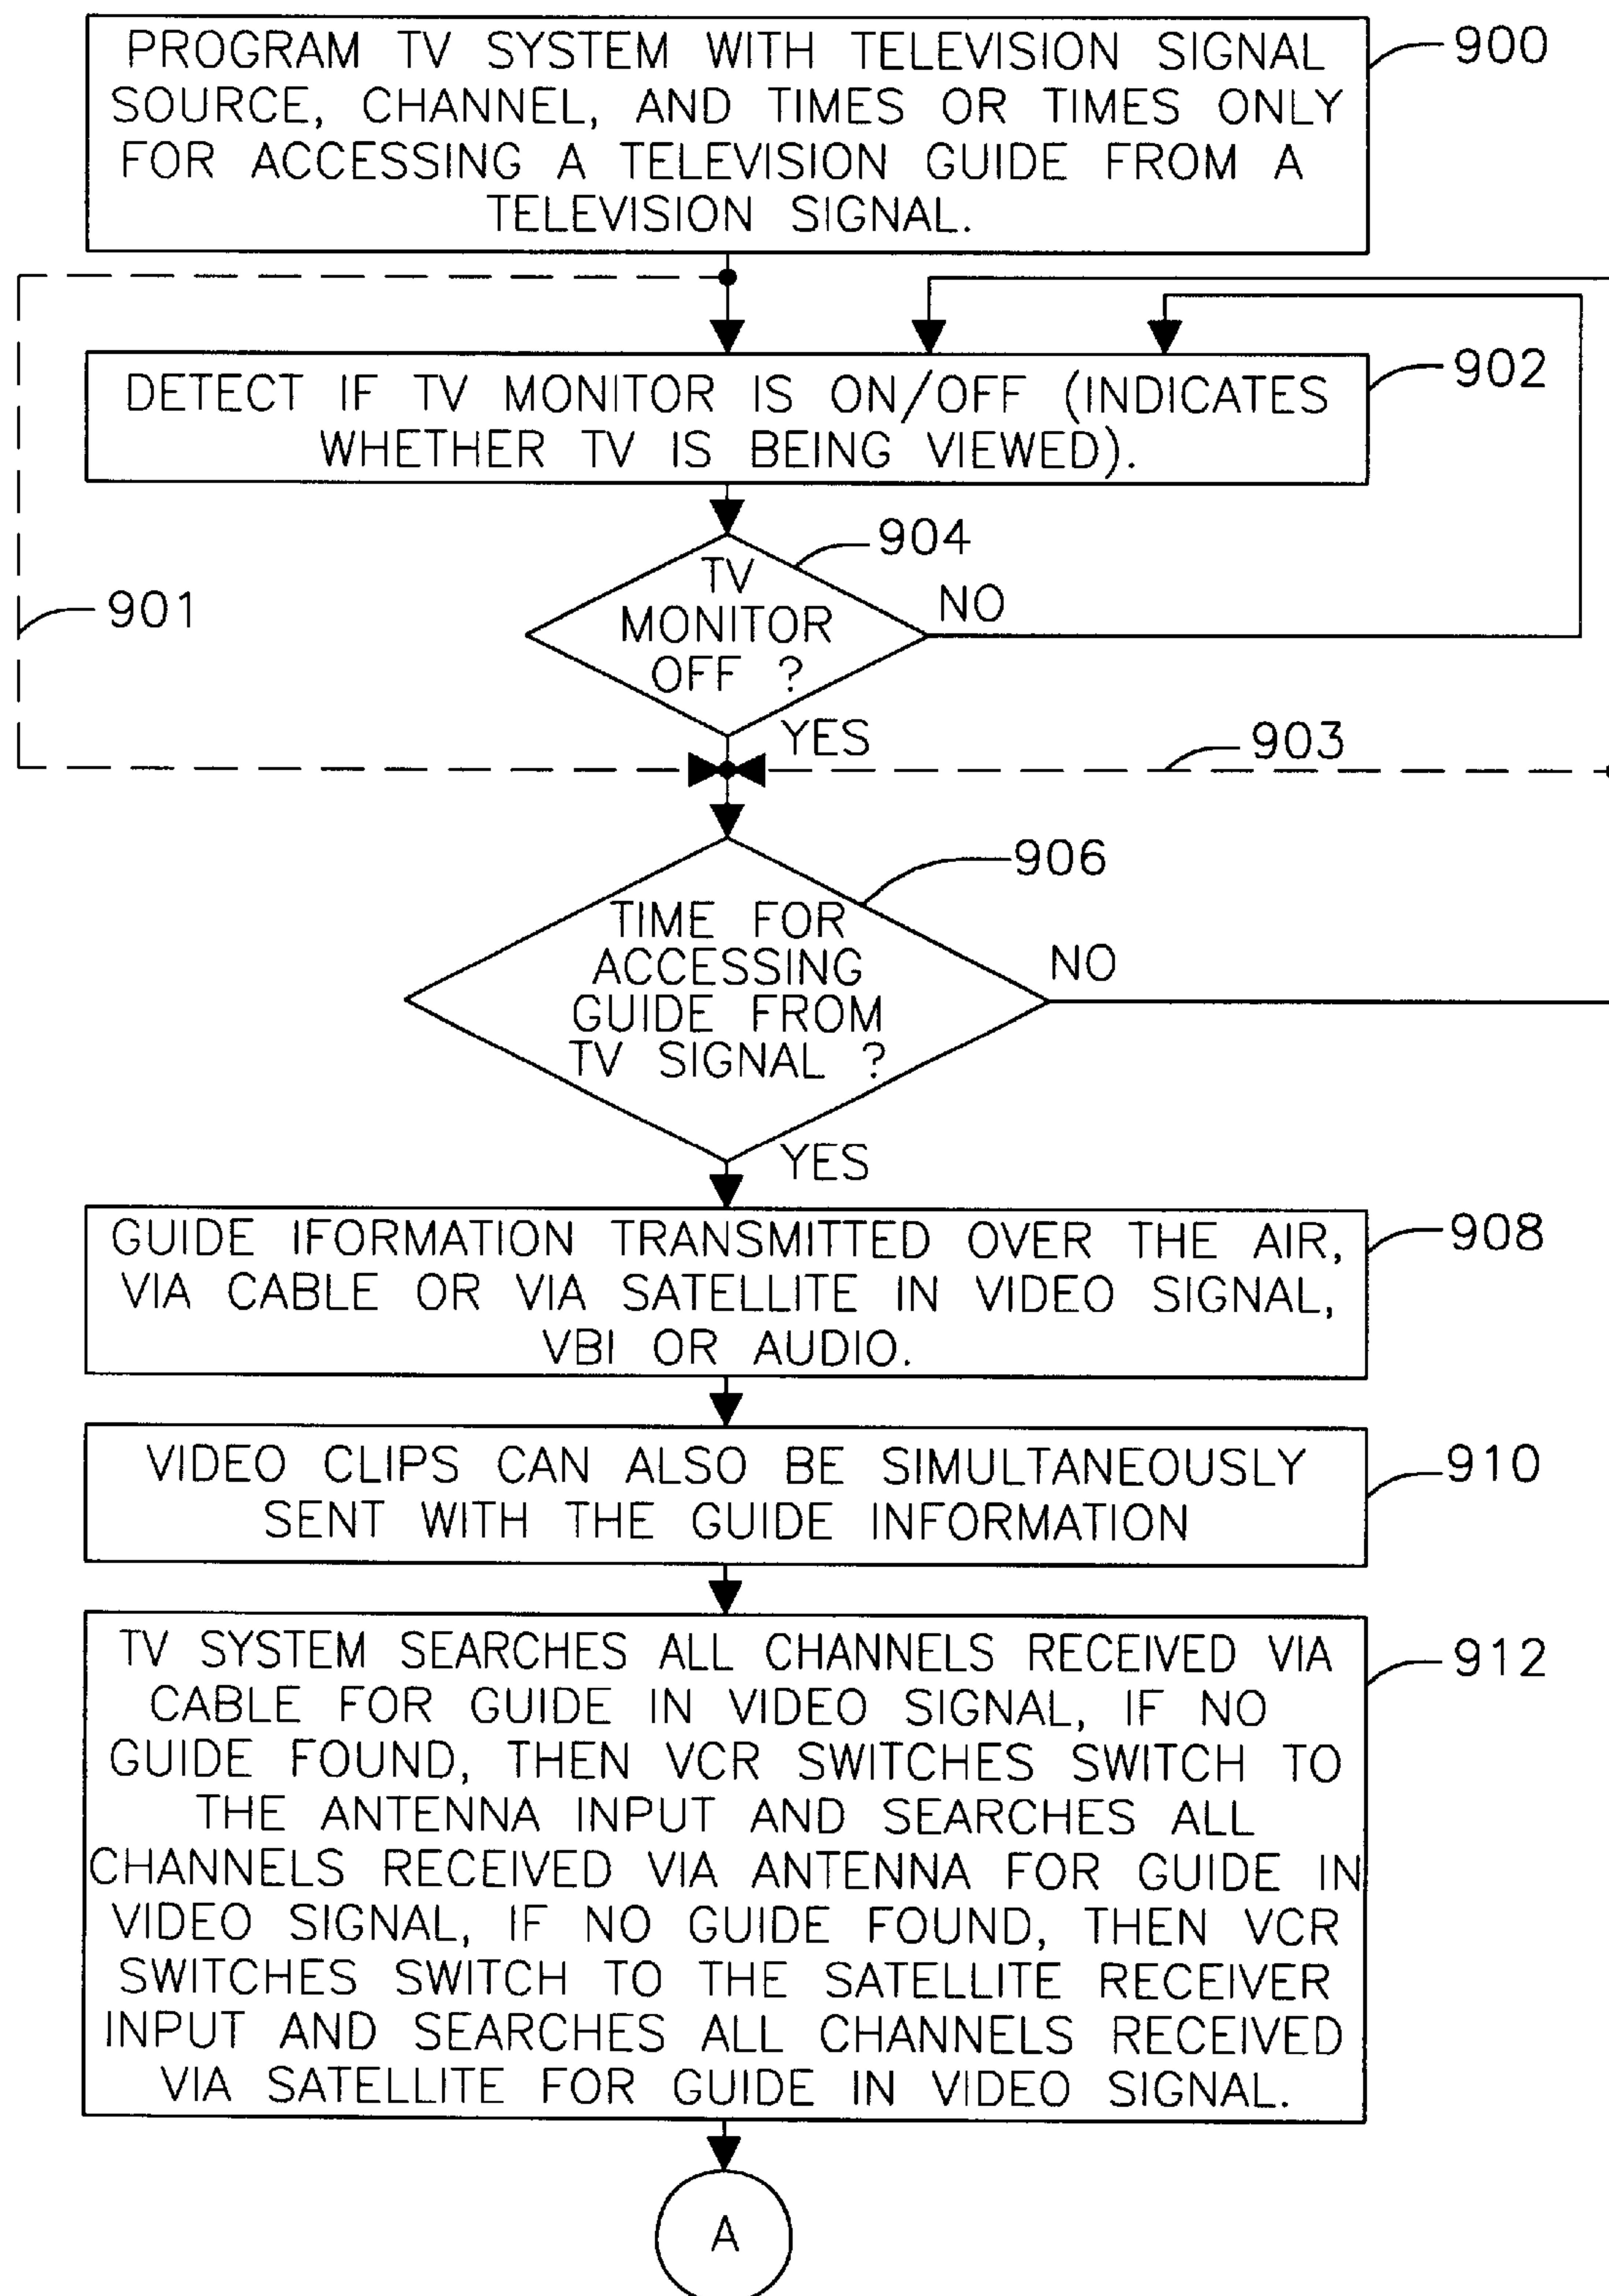 PROGRAM TV SYSTEM WITH TELEVISION SIGNAL
SOURCE, CHANNEL, AND TIMES OR TIMES ONLY
FOR ACCESSING A TELEVISION GUIDE FROM A
TELEVISION SIGNAL.
900
DETECT IF TV MONITOR IS ON/OFF (INDICATES
WHETHER TV IS BEING VIEWED).
902
904
TV
MONITOR
OFF ?
NO
901
YES
903
906
TIME FOR
ACCESSING
GUIDE FROM
TV SIGNAL ?
NO
YES
GUIDE IFORMATION TRANSMITTED OVER THE AIR,
VIA CABLE OR VIA SATELLITE IN VIDEO SIGNAL,
VBI OR AUDIO.
908
VIDEO CLIPS CAN ALSO BE SIMULTANEOUSLY
SENT WITH THE GUIDE INFORMATION
910
TV SYSTEM SEARCHES ALL CHANNELS RECEIVED VIA
CABLE FOR GUIDE IN VIDEO SIGNAL, IF NO
GUIDE FOUND, THEN VCR SWITCHES SWITCH TO
THE ANTENNA INPUT AND SEARCHES ALL
CHANNELS RECEIVED VIA ANTENNA FOR GUIDE IN
VIDEO SIGNAL, IF NO GUIDE FOUND, THEN VCR
SWITCHES SWITCH TO THE SATELLITE RECEIVER
INPUT AND SEARCHES ALL CHANNELS RECEIVED
VIA SATELLITE FOR GUIDE IN VIDEO SIGNAL.
912
A